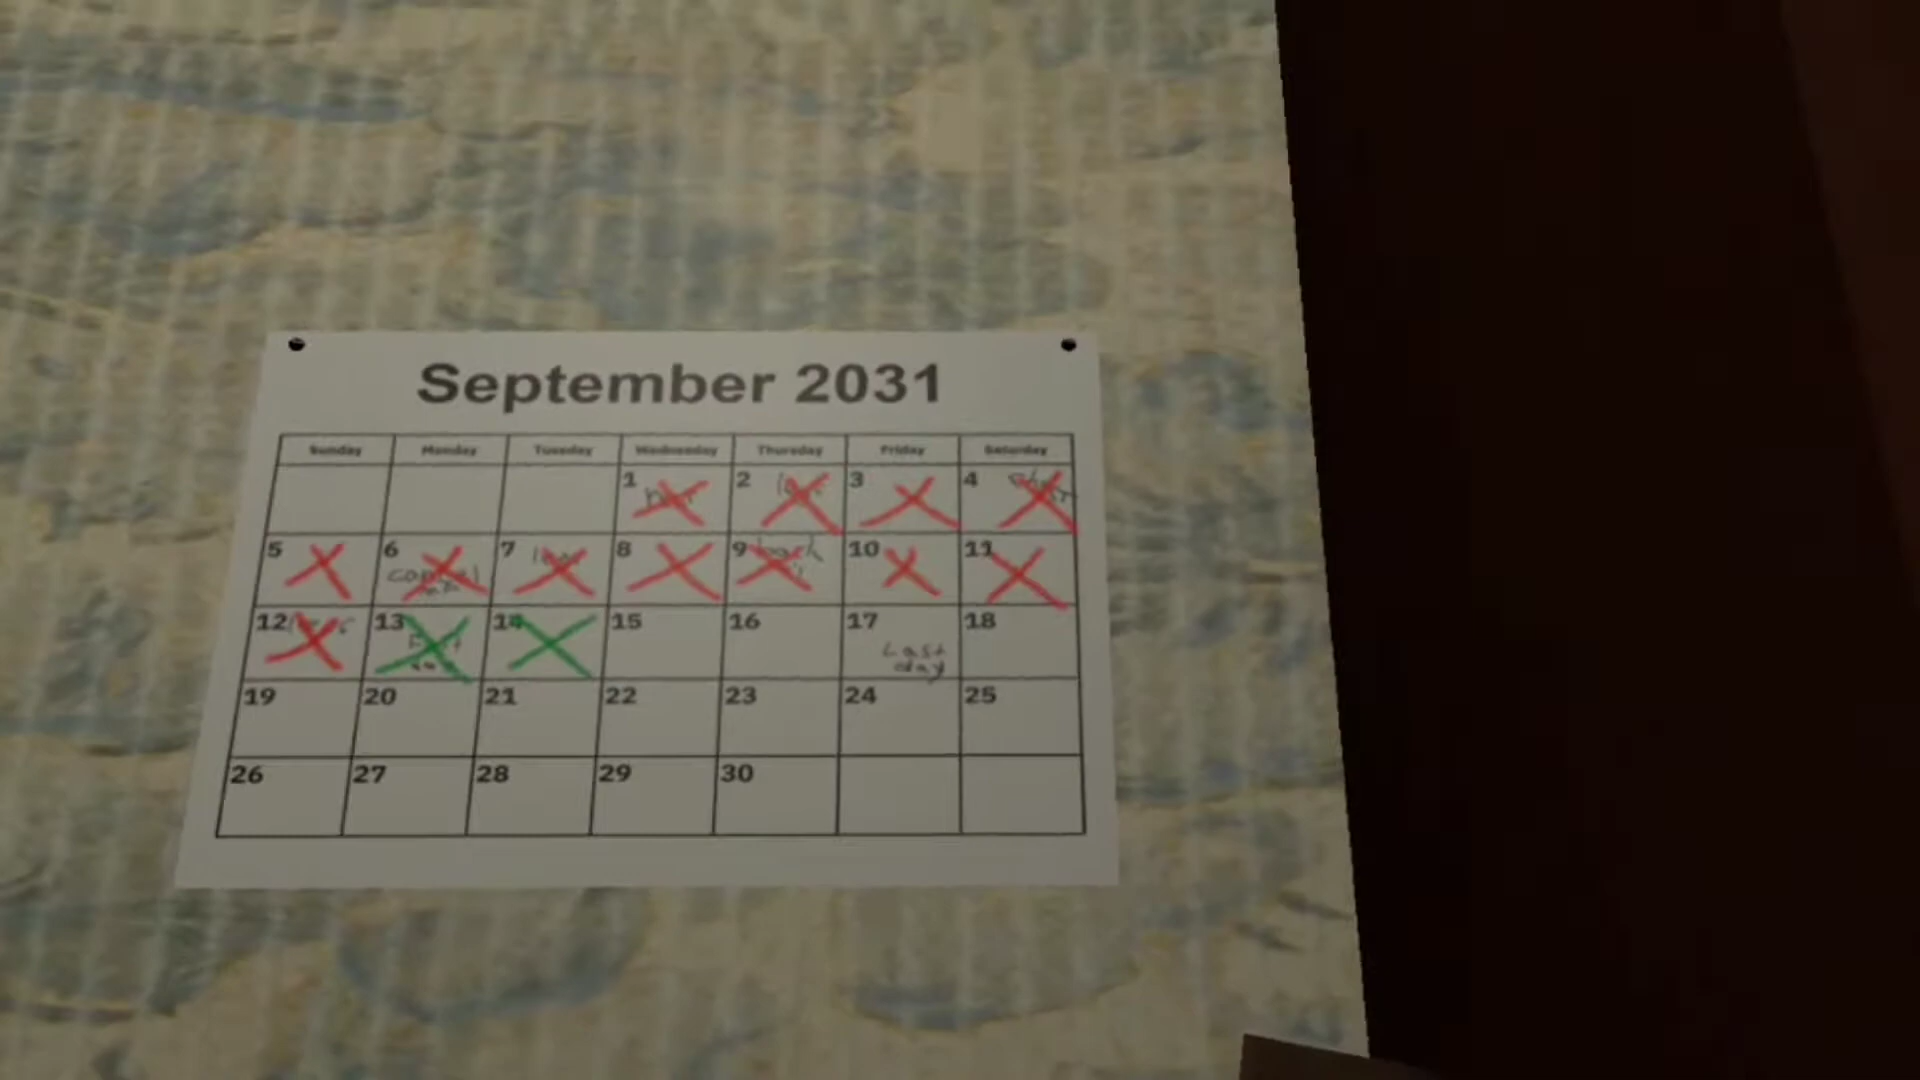 September 2031
Sunday Monday Tuesday Wednesday Thursday Friday Saturday
1 2 3 4
5 6 7 8 9 10 11
12 13 14 15 16 17 18
Last
day
19 20 21 22 23 24 25
26 27 28 29 30